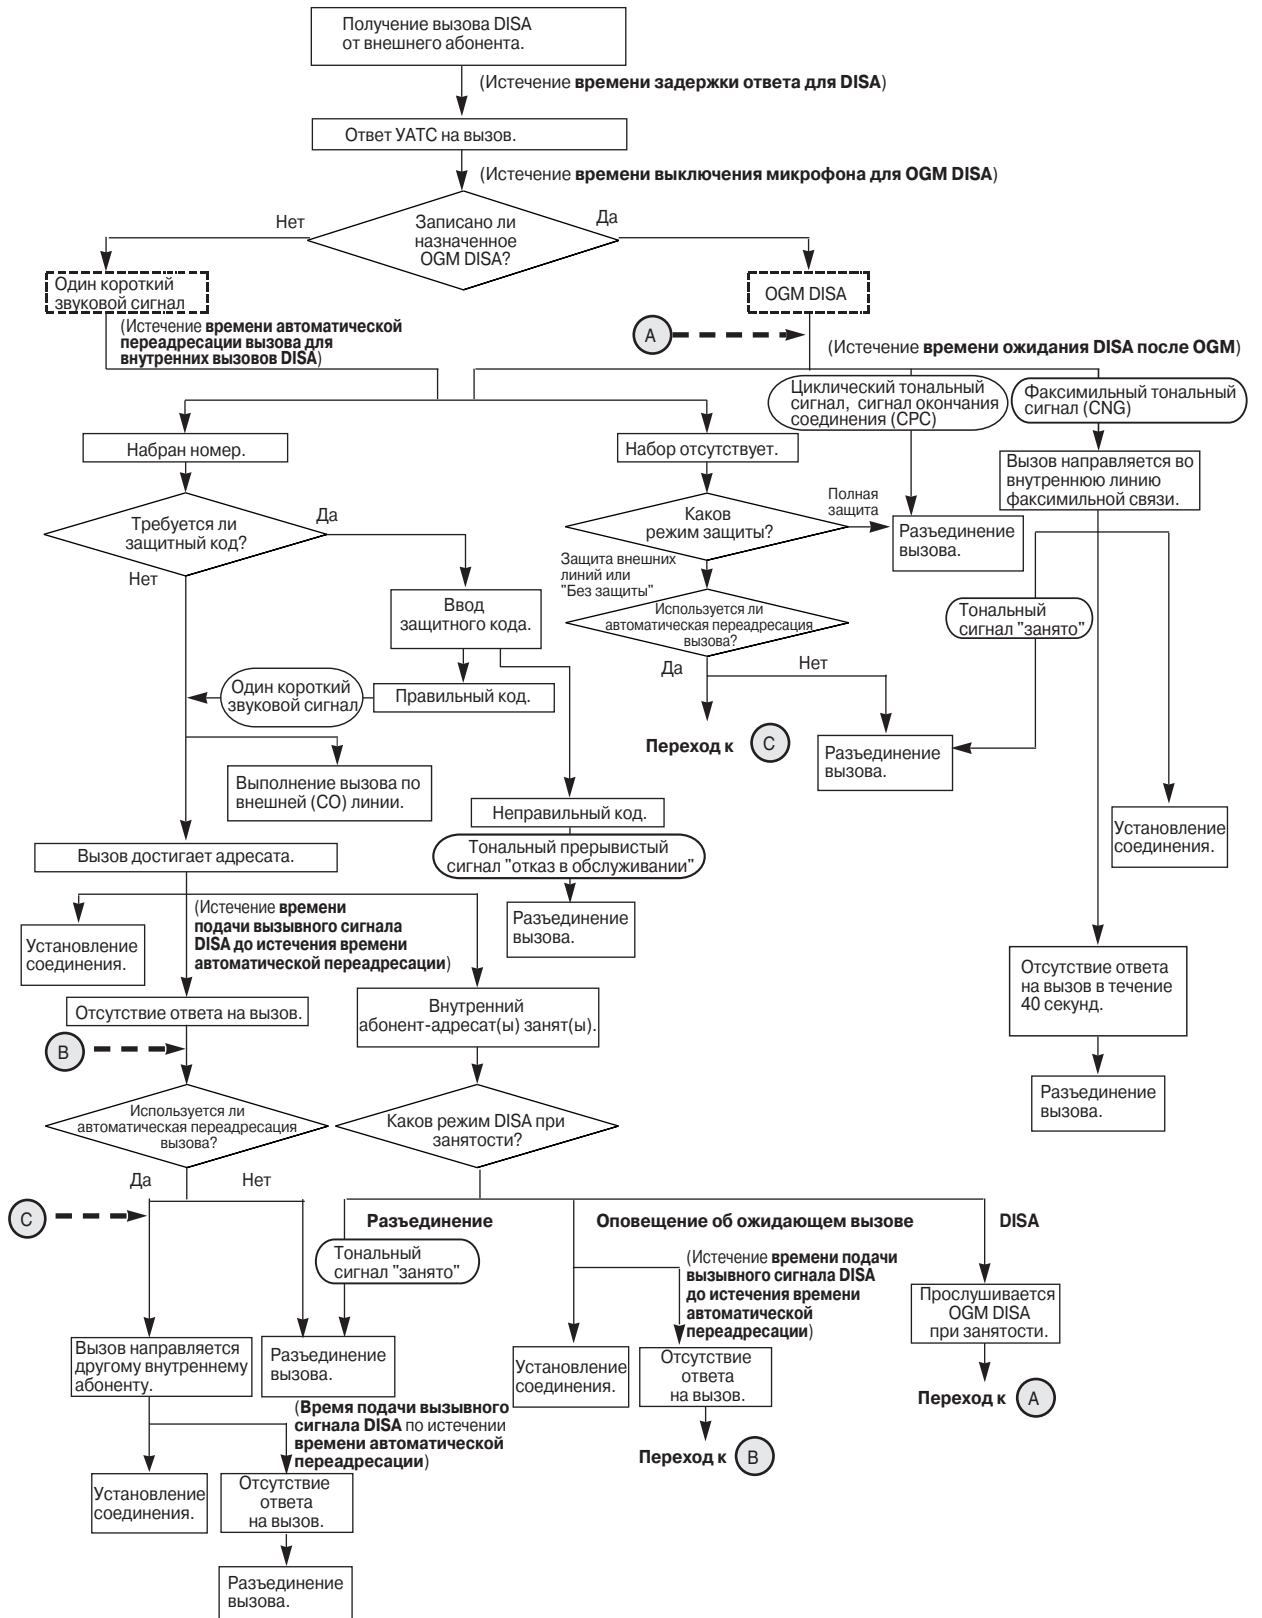 Получение вызова DISA
от внешнего абонента.
(Истечение времени задержки ответа для DISA)
Ответ УАТС на вызов.
(Истечение времени выключения микрофона для OGM DISA)
Нет
Да
Записано ли
назначенное
OGM DISA?
Один короткий
звуковой сигнал
OGM DISA
(Истечение времени автоматической
переадресации вызова для
внутренних вызовов DISA)
A
(Истечение времени ожидания DISA после OGM)
Циклический тональный
сигнал, сигнал окончания
соединения (CPC)
Факсимильный тональный
сигнал (CNG)
Набран номер.
Набор отсутствует.
Вызов направляется во
внутреннюю линию
факсимильной связи.
Требуется ли
защитный код?
Да
Нет
Каков
режим защиты?
Полная
защита
Разъединение
вызова.
Защита внешних
линий или
"Без защиты"
Ввод
защитного кода.
Используется ли
автоматическая переадресация
вызова?
Тональный
сигнал "занято"
Да
Нет
Один короткий
звуковой сигнал
Правильный код.
Переход к
C
Разъединение
вызова.
Выполнение вызова по
внешней (СО) линии.
Неправильный код.
Установление
соединения.
Вызов достигает адресата.
Тональный прерывистый
сигнал "отказ в обслуживании"
(Истечение времени
подачи вызывного сигнала
DISA до истечения времени
автоматической переадресации)
Разъединение
вызова.
Установление
соединения.
Отсутствие ответа
на вызов в течение
40 секунд.
Отсутствие ответа на вызов.
Внутренний
абонент-адресат(ы) занят(ы).
B
Разъединение
вызова.
Используется ли
автоматическая переадресация
вызова?
Каков режим DISA при
занятости?
Да
Нет
C
Разъединение
Оповещение об ожидающем вызове
DISA
Тональный
сигнал "занято"
(Истечение времени подачи
вызывного сигнала DISA
до истечения времени
автоматической
переадресации)
Прослушивается
OGM DISA
при занятости.
Вызов направляется
другому внутреннему
абоненту.
Разъединение
вызова.
Установление
соединения.
Отсутствие
ответа
на вызов.
Переход к
A
(Время подачи вызывного
сигнала DISA по истечении
времени автоматической
переадресации)
Переход к
B
Установление
соединения.
Отсутствие
ответа
на вызов.
Разъединение
вызова.